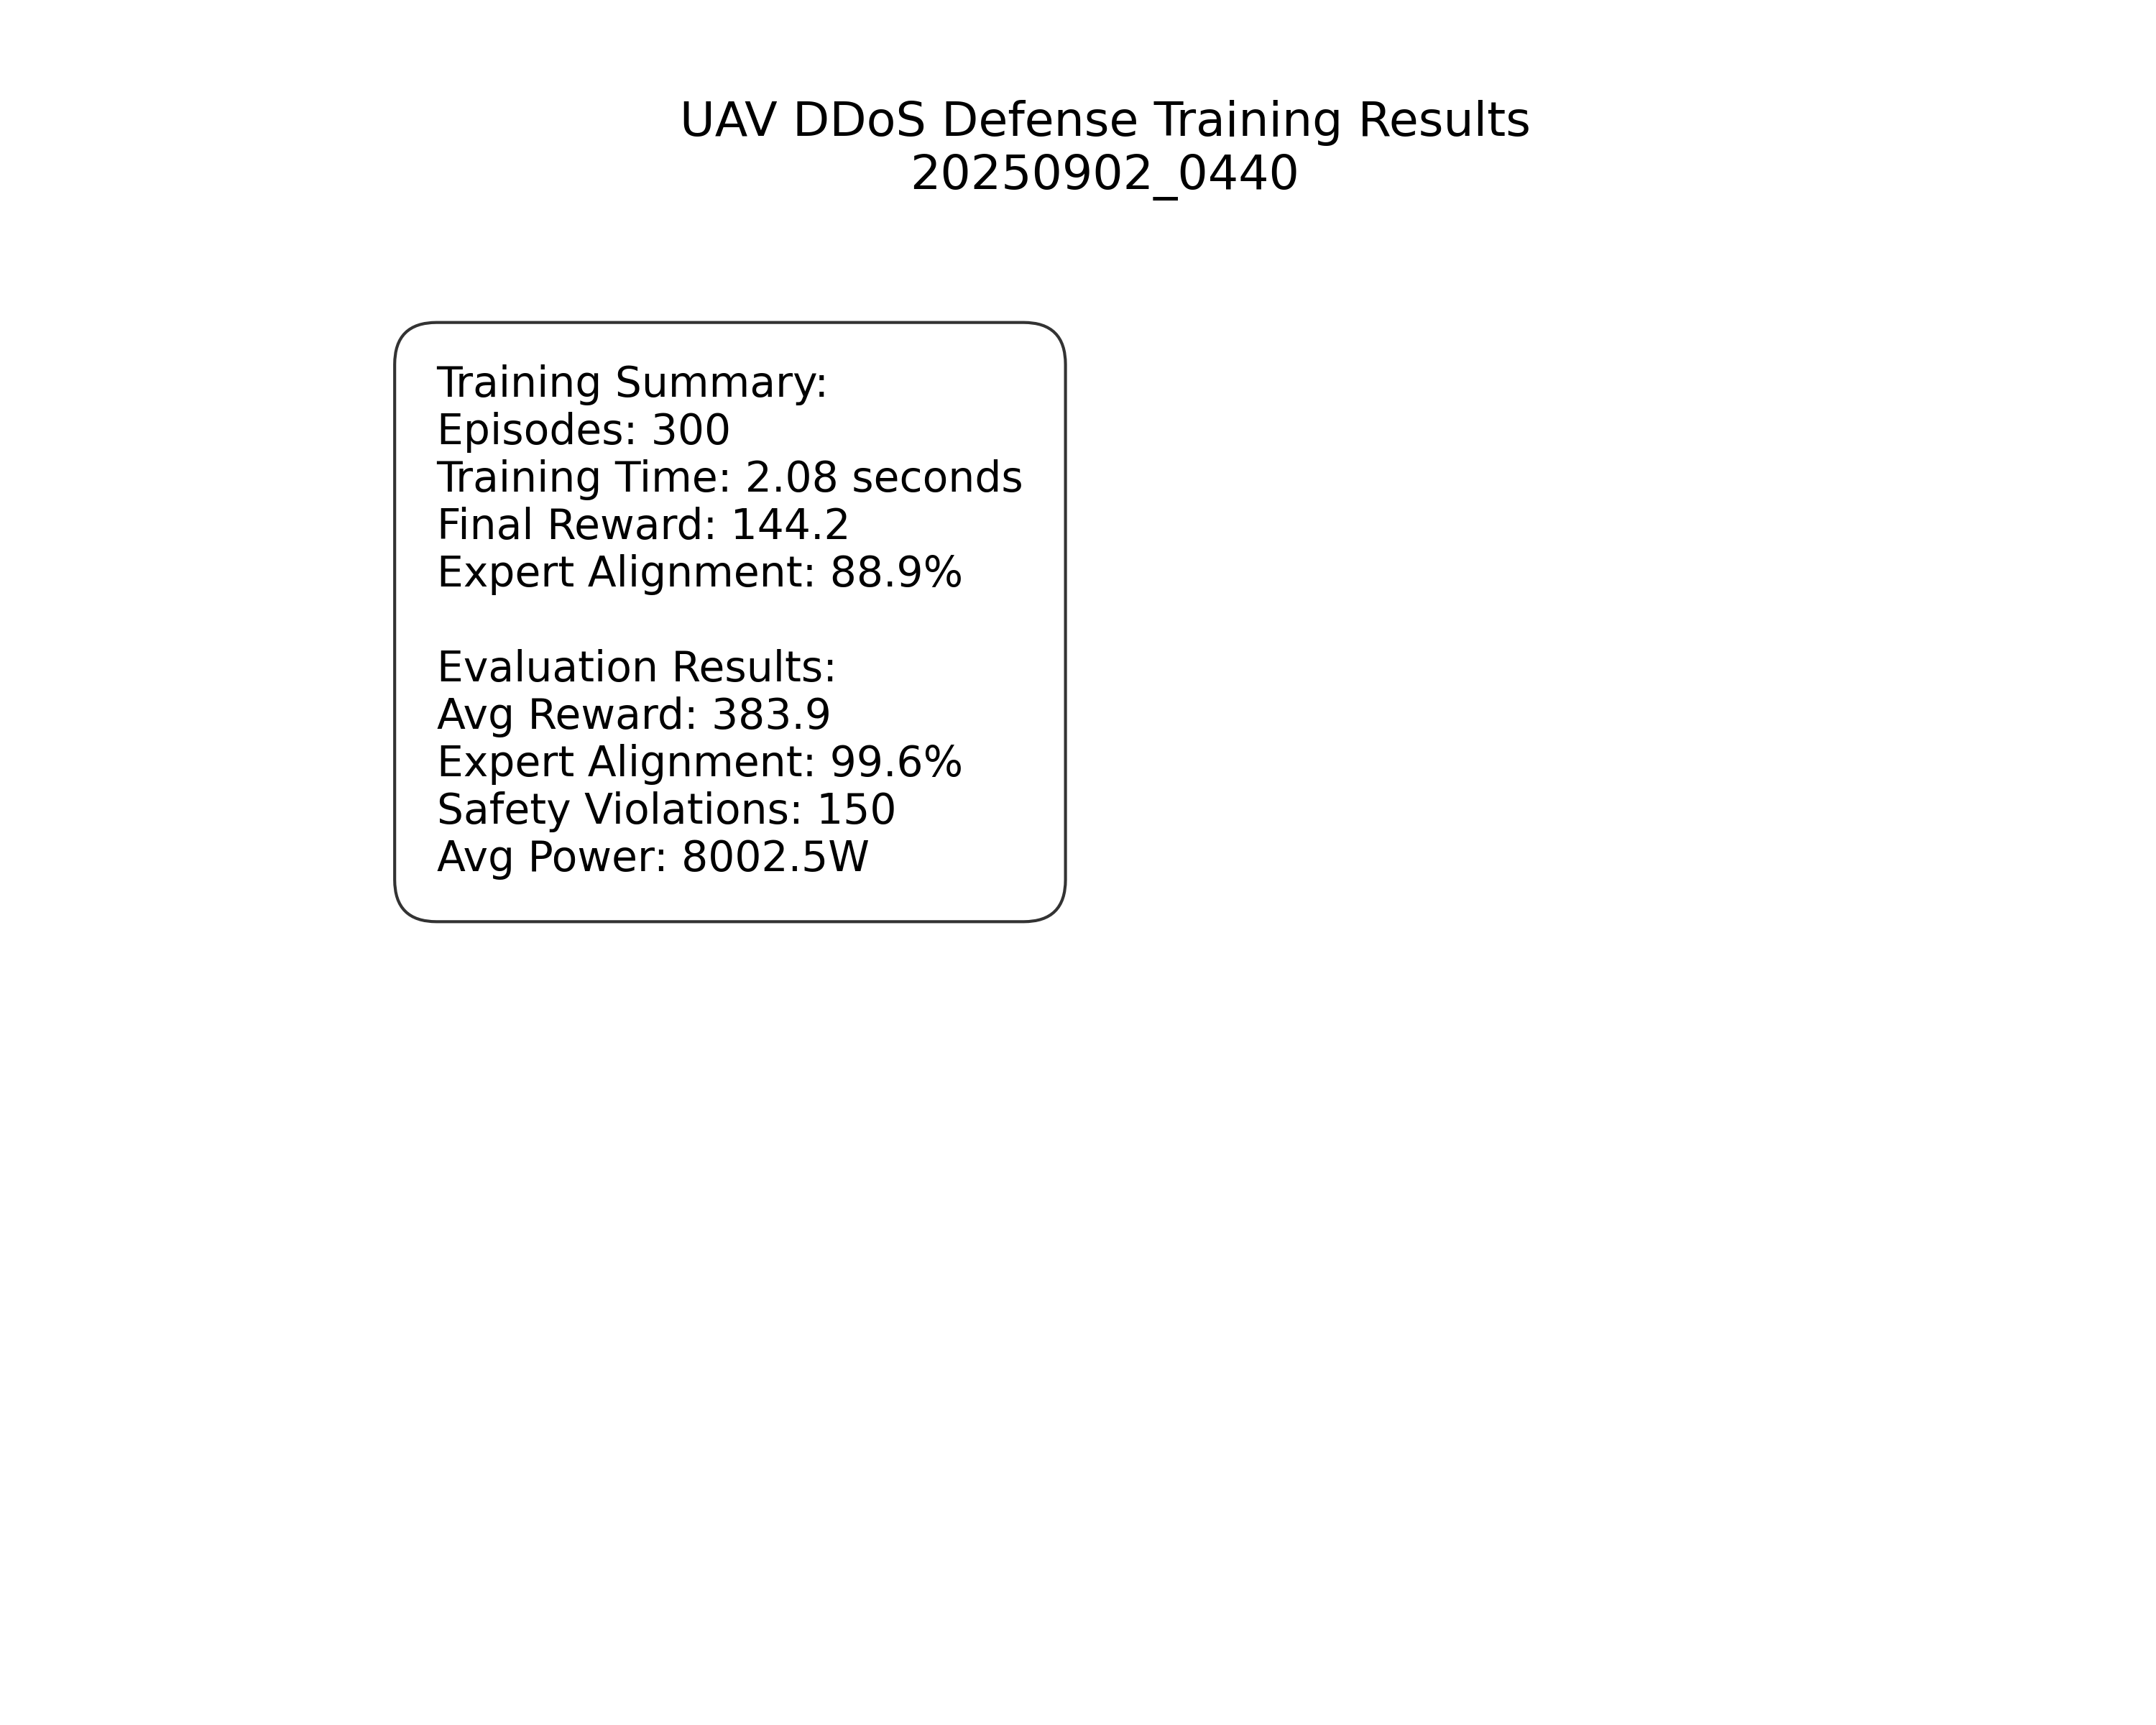 UAV DDoS Defense Training Results
20250902_0440
Training Summary:
Episodes: 300
Training Time: 2.08 seconds
Final Reward: 144.2
Expert Alignment: 88.9%
Evaluation Results:
Avg Reward: 383.9
Expert Alignment: 99.6%
Safety Violations: 150
Avg Power: 8002.5W